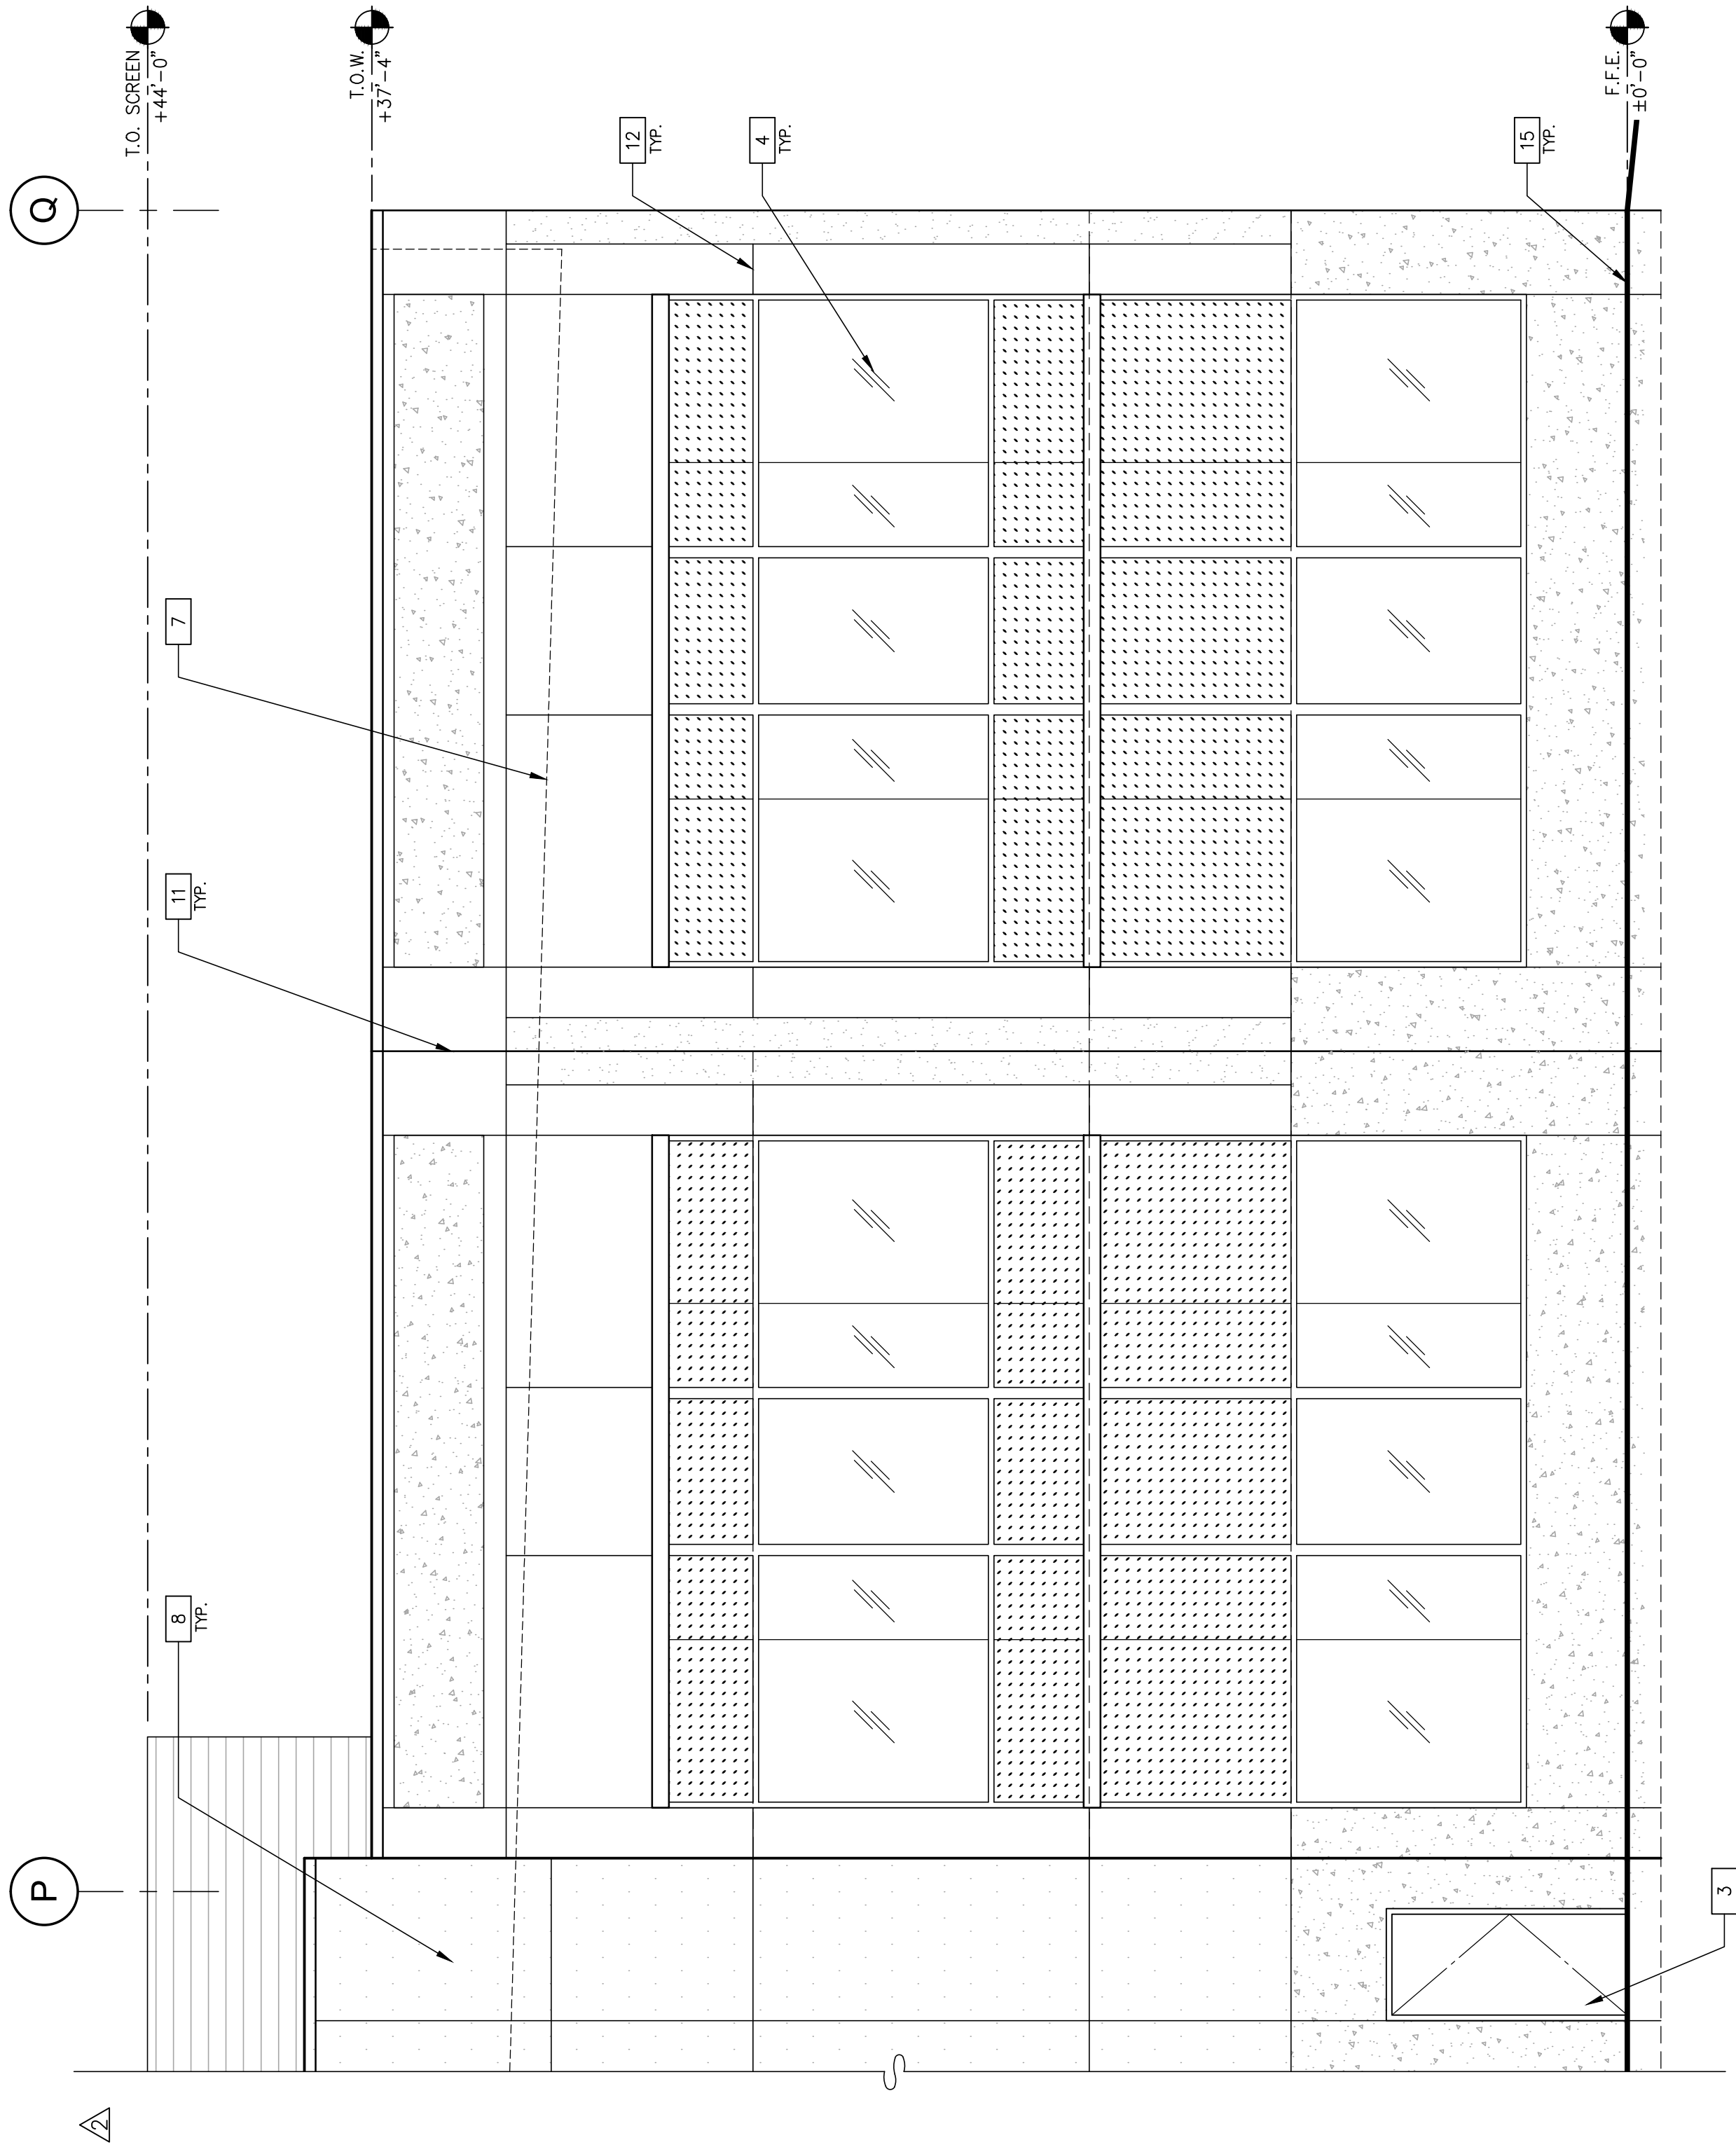 P
Q
T.O. SCREEN
+44'-0"
T.O.W.
+37'-4"
F.F.E.
±0'-0"
8
TYP.
11
TYP.
7
12
TYP.
4
TYP.
15
TYP.
3
2